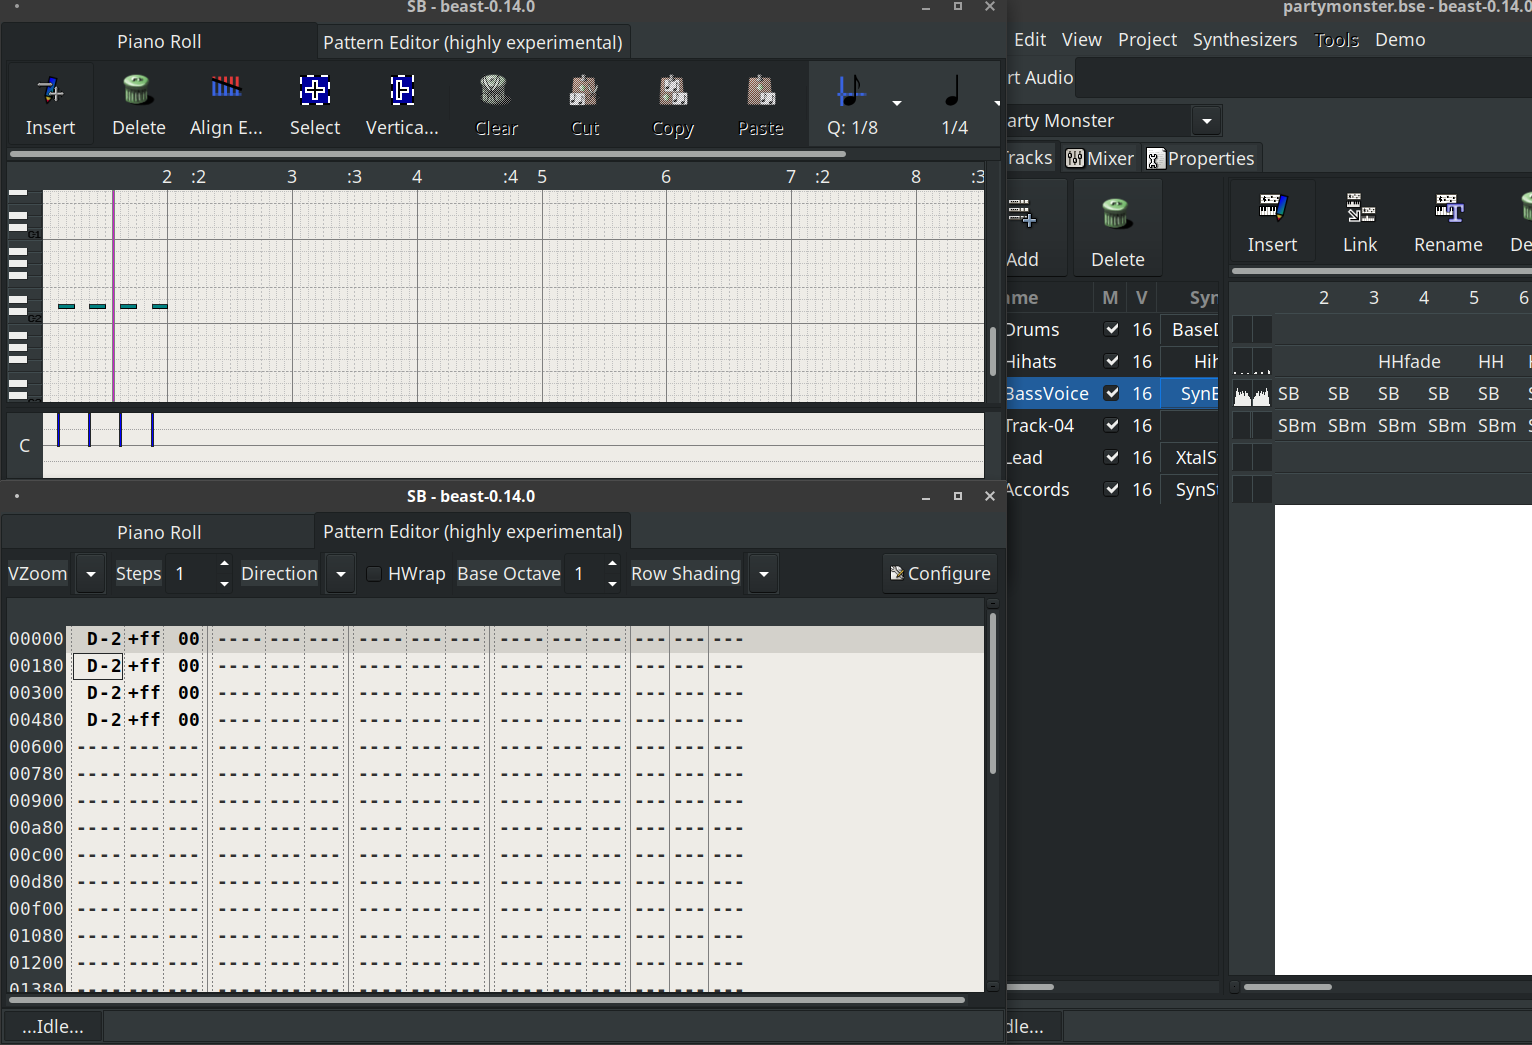 SB - beast-0.14.0
Piano Roll
Pattern Editor (highly experimental)
Insert
Delete
Align E...
Select
Vertica...
Clear
Cut
Copy
Paste
Q: 1/8
1/4
2 :2 3 :3 4 :4 5 6 7 :2 8 :3
C1
C2
C
SB - beast-0.14.0
Piano Roll
Pattern Editor (highly experimental)
VZoom
Steps 1
Direction
HWrap
Base Octave 1
Row Shading
Configure
00000 D-2 +ff 00 ---- --- --- ---- --- --- ---- --- --- --- --- ---
00180 D-2 +ff 00 ---- --- --- ---- --- --- ---- --- --- --- --- ---
00300 D-2 +ff 00 ---- --- --- ---- --- --- ---- --- --- --- --- ---
00480 D-2 +ff 00 ---- --- --- ---- --- --- ---- --- --- --- --- ---
00600 ---- --- --- ---- --- --- ---- --- --- ---- --- --- --- --- ---
00780 ---- --- --- ---- --- --- ---- --- --- ---- --- --- --- --- ---
00900 ---- --- --- ---- --- --- ---- --- --- ---- --- --- --- --- ---
00a80 ---- --- --- ---- --- --- ---- --- --- ---- --- --- --- --- ---
00c00 ---- --- --- ---- --- --- ---- --- --- ---- --- --- --- --- ---
00d80 ---- --- --- ---- --- --- ---- --- --- ---- --- --- --- --- ---
00f00 ---- --- --- ---- --- --- ---- --- --- ---- --- --- --- --- ---
01080 ---- --- --- ---- --- --- ---- --- --- ---- --- --- --- --- ---
01200 ---- --- --- ---- --- --- ---- --- --- ---- --- --- --- --- ---
01380 ---- --- --- ---- --- --- ---- --- --- ---- --- --- --- --- ---
...Idle...
partymonster.bse - beast-0.14.0
Edit View Project Synthesizers Tools Demo
rt Audio
arty Monster
racks
Mixer
Properties
Add
Delete
Insert
Link
Rename
De
ame M V Syn
2 3 4 5 6
Drums 16 BaseD
Hihats 16 Hih
HHfade HH H
BassVoice 16 SynB
SB SB SB SB SB S
Track-04 16
SBm SBm SBm SBm SBm S
Lead 16 XtalS
Accords 16 SynSt
dle...